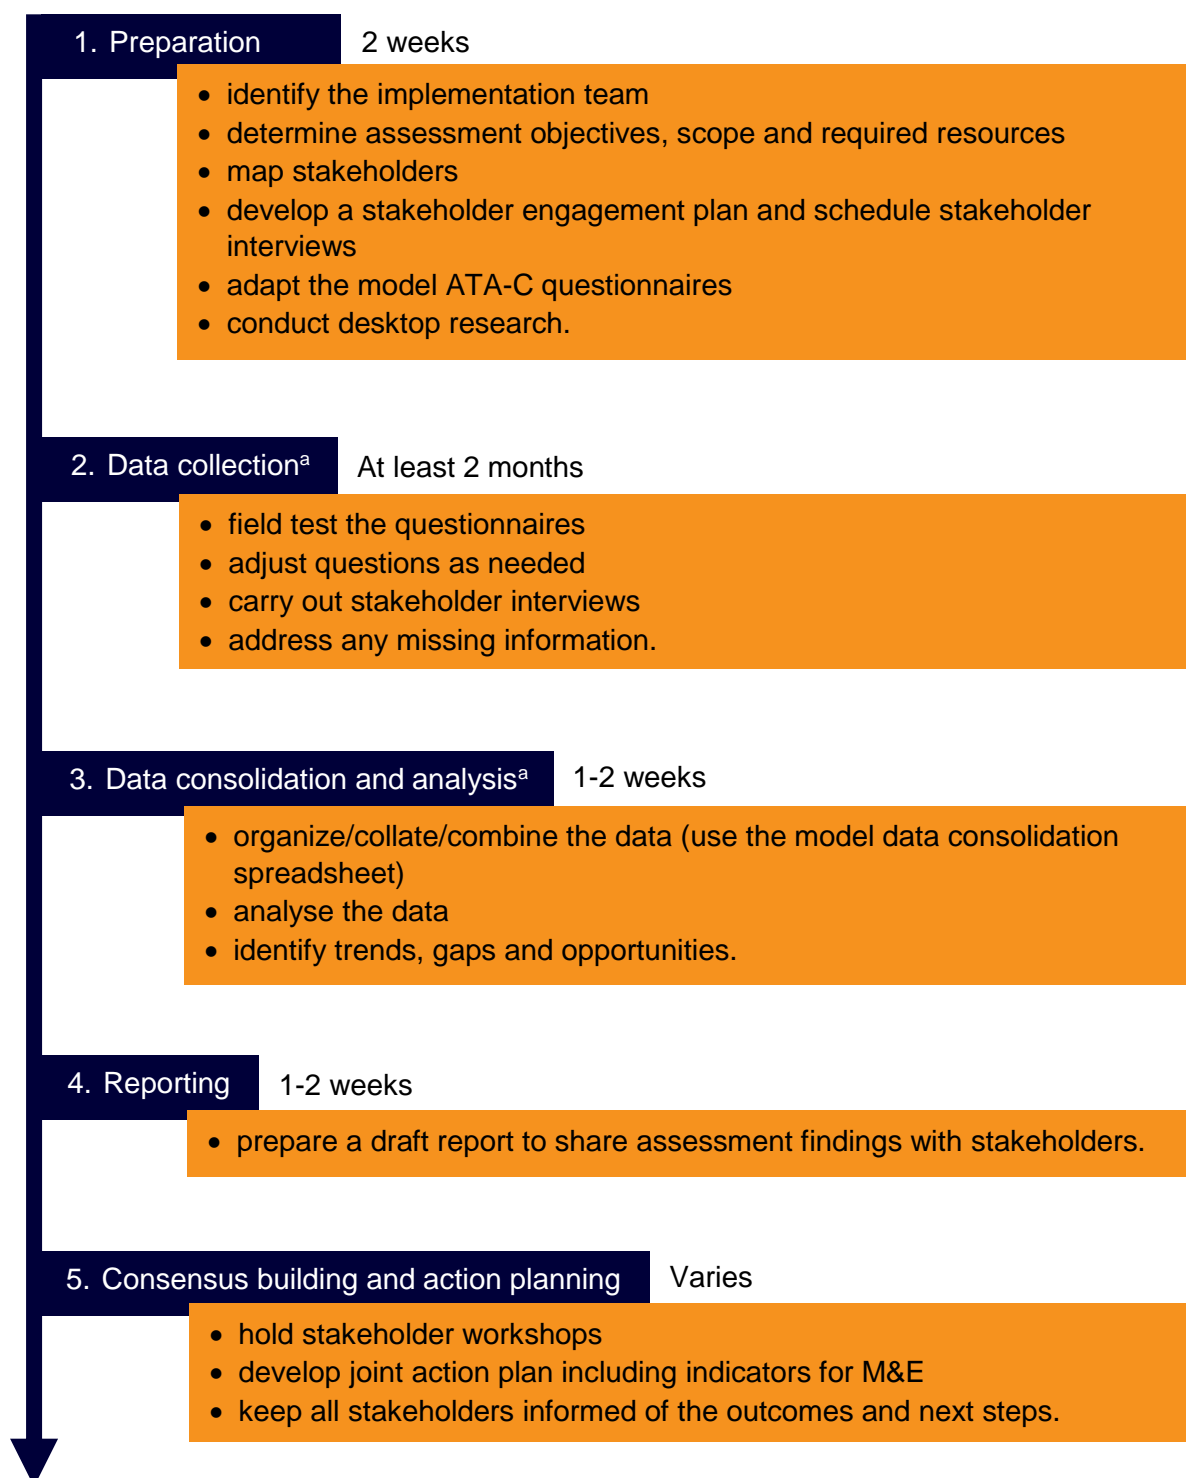 1. Preparation 2 weeks
• identify the implementation team
• determine assessment objectives, scope and required resources
• map stakeholders
• develop a stakeholder engagement plan and schedule stakeholder
interviews
• adapt the model ATA-C questionnaires
• conduct desktop research.
2. Data collectionᵃ At least 2 months
• field test the questionnaires
• adjust questions as needed
• carry out stakeholder interviews
• address any missing information.
3. Data consolidation and analysisᵃ 1-2 weeks
• organize/collate/combine the data (use the model data consolidation
spreadsheet)
• analyse the data
• identify trends, gaps and opportunities.
4. Reporting 1-2 weeks
• prepare a draft report to share assessment findings with stakeholders.
5. Consensus building and action planning Varies
• hold stakeholder workshops
• develop joint action plan including indicators for M&E
• keep all stakeholders informed of the outcomes and next steps.